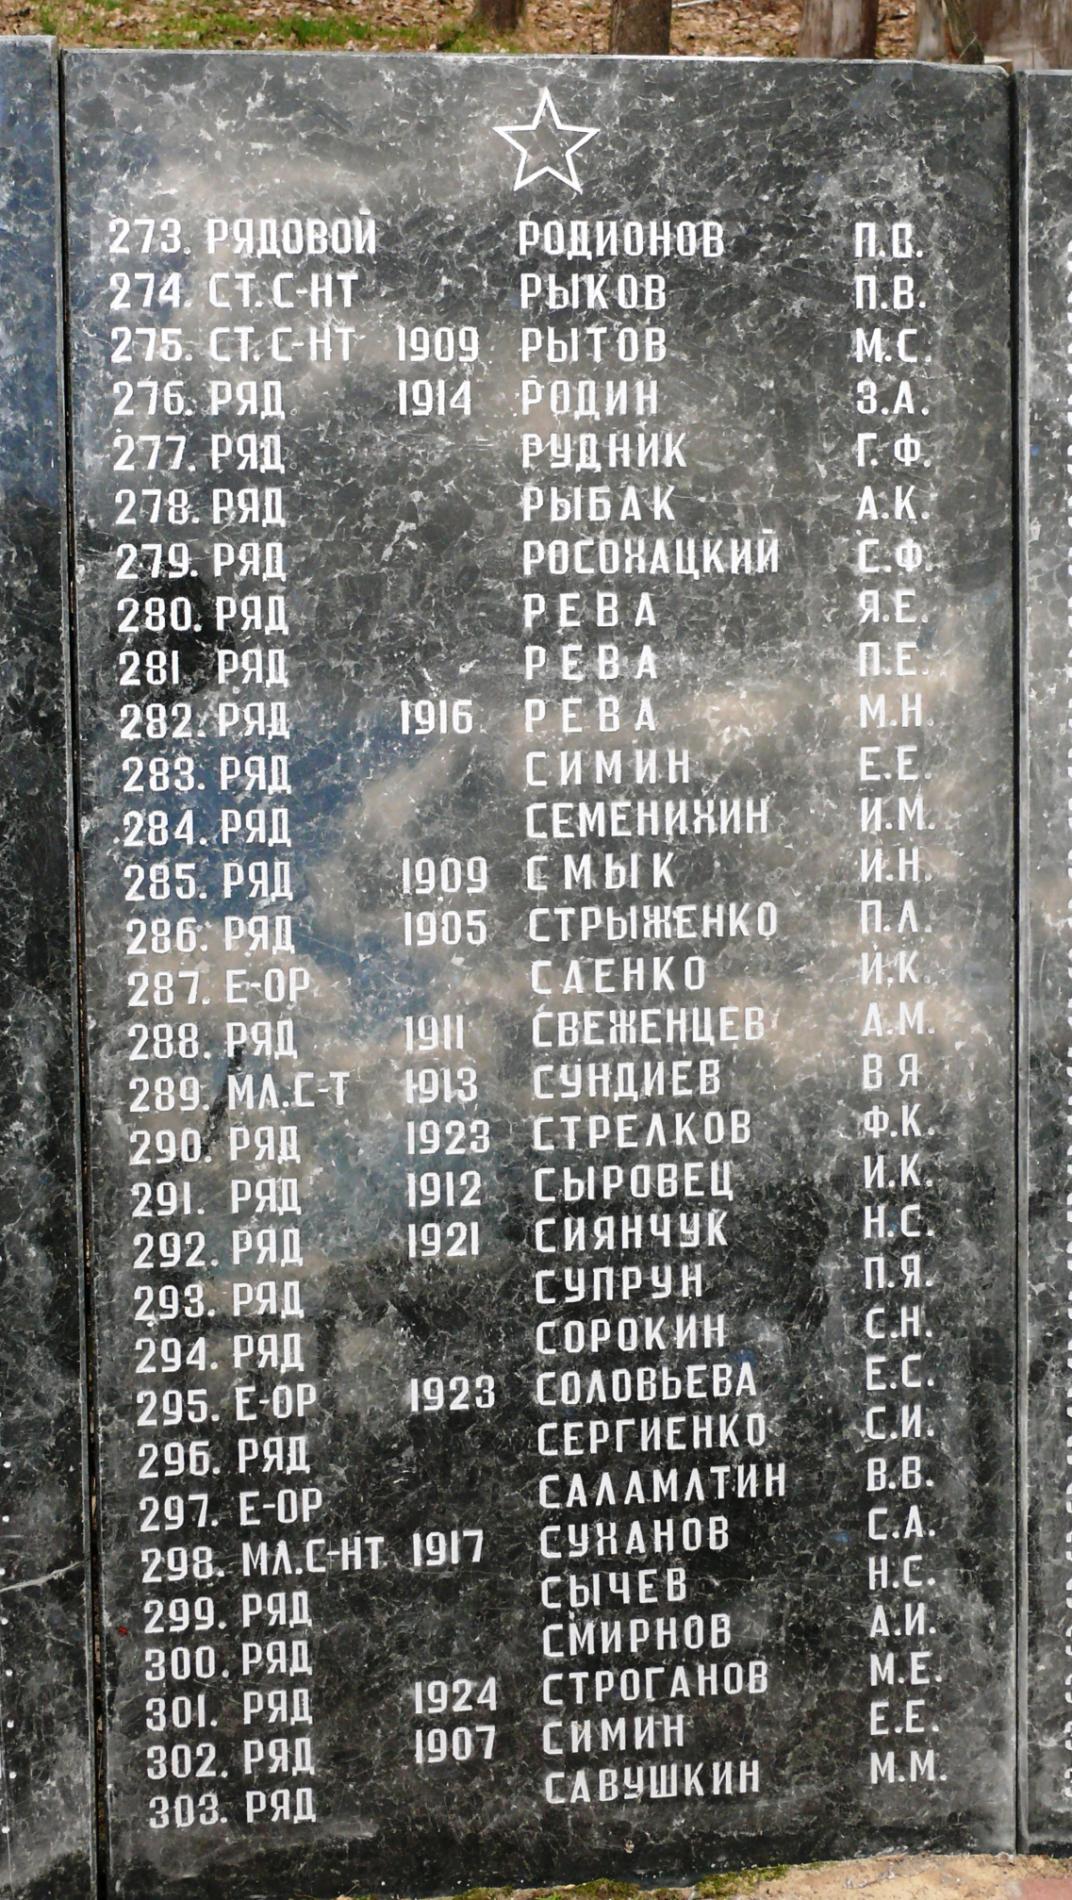 273. РЯДОВОЙ РОДИОНОВ П.В.
274. СТ. С-НТ РЫКОВ П.В.
275. СТ. С-НТ 1909 РЫТОВ М.С.
276. РЯД 1914 РОДИН З.А.
277. РЯД РУДНИК Г.Ф.
278. РЯД РЫБАК А.К.
279. РЯД РОСОХАЦКИЙ С.Ф.
280. РЯД РЕВА Я.Е.
281 РЯД РЕВА П.Е.
282. РЯД 1916 РЕВА М.Н.
283. РЯД СИМИН Е.Е.
284. РЯД СЕМЕНИХИН И.М.
285. РЯД 1909 СМЫК И.Н.
286. РЯД 1905 СТРЫЖЕНКО П.Л.
287. Е-ОР САЕНКО И.К.
288. РЯД 1911 СВЕЖЕНЦЕВ А.М.
289. МЛ.С-Т 1913 СУНДИЕВ В Я
290. РЯД 1923 СТРЕЛКОВ Ф.К.
291. РЯД 1912 СЫРОВЕЦ И.К.
292. РЯД 1921 СИЯНЧУК Н.С.
293. РЯД СУПРУН П.Я.
294. РЯД СОРОКИН С.Н.
295. Е-ОР 1923 СОЛОВЬЕВА Е.С.
296. РЯД СЕРГИЕНКО С.И.
297. Е-ОР САЛАМАТИН В.В.
298. МЛ.С-НТ 1917 СУХАНОВ С.А.
299. РЯД СЫЧЕВ Н.С.
300. РЯД СМИРНОВ А.И.
301. РЯД 1924 СТРОГАНОВ М.Е.
302. РЯД 1907 СИМИН Е.Е.
303. РЯД САВУШКИН М.М.